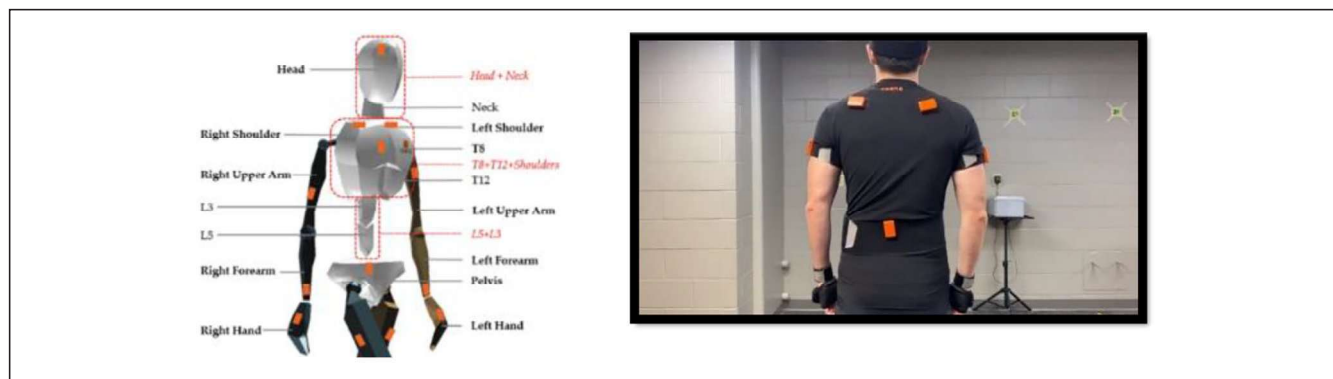 Head
Head + Neck
Neck
Right Shoulder
Left Shoulder
T8
T8+T12+Shoulders
Right Upper Arm
T12
L3
Left Upper Arm
L5
L5+L3
Right Forearm
Left Forearm
Pelvis
Right Hand
Left Hand